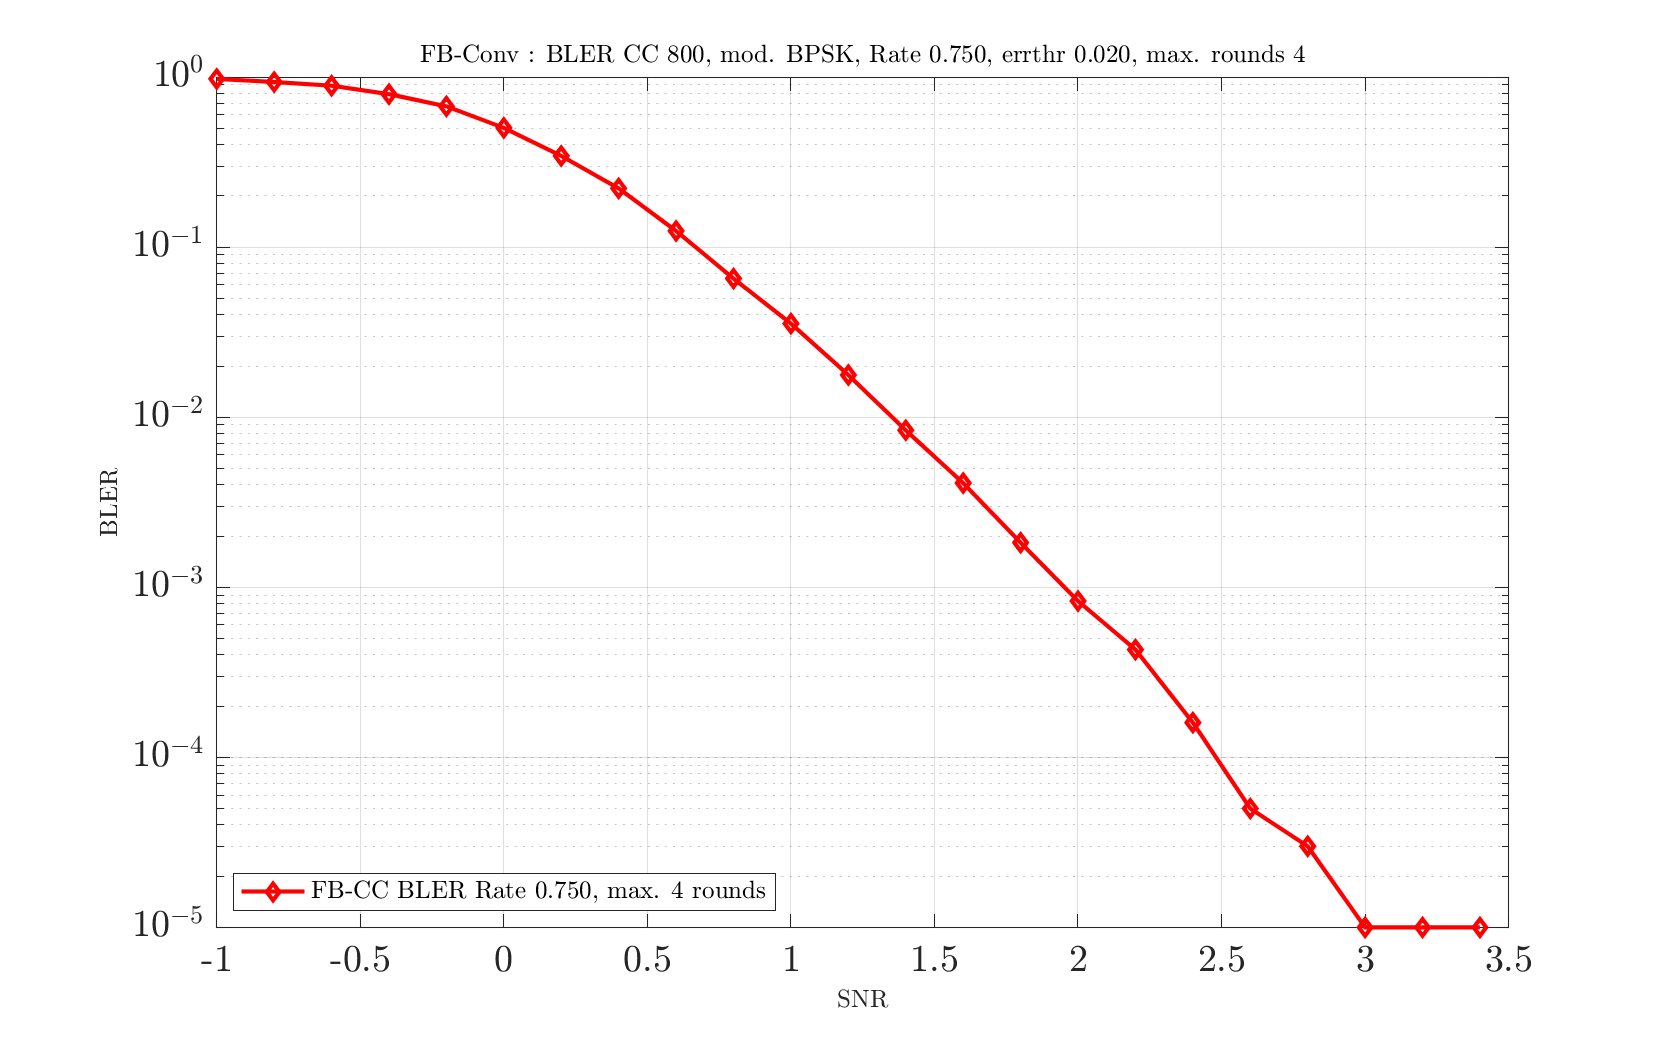 FB-Conv : BLER CC 800, mod. BPSK, Rate 0.750, errthr 0.020, max. rounds 4
10^0
10^-1
10^-2
10^-3
10^-4
10^-5
BLER
FB-CC BLER Rate 0.750, max. 4 rounds
-1 -0.5 0 0.5 1 1.5 2 2.5 3 3.5
SNR